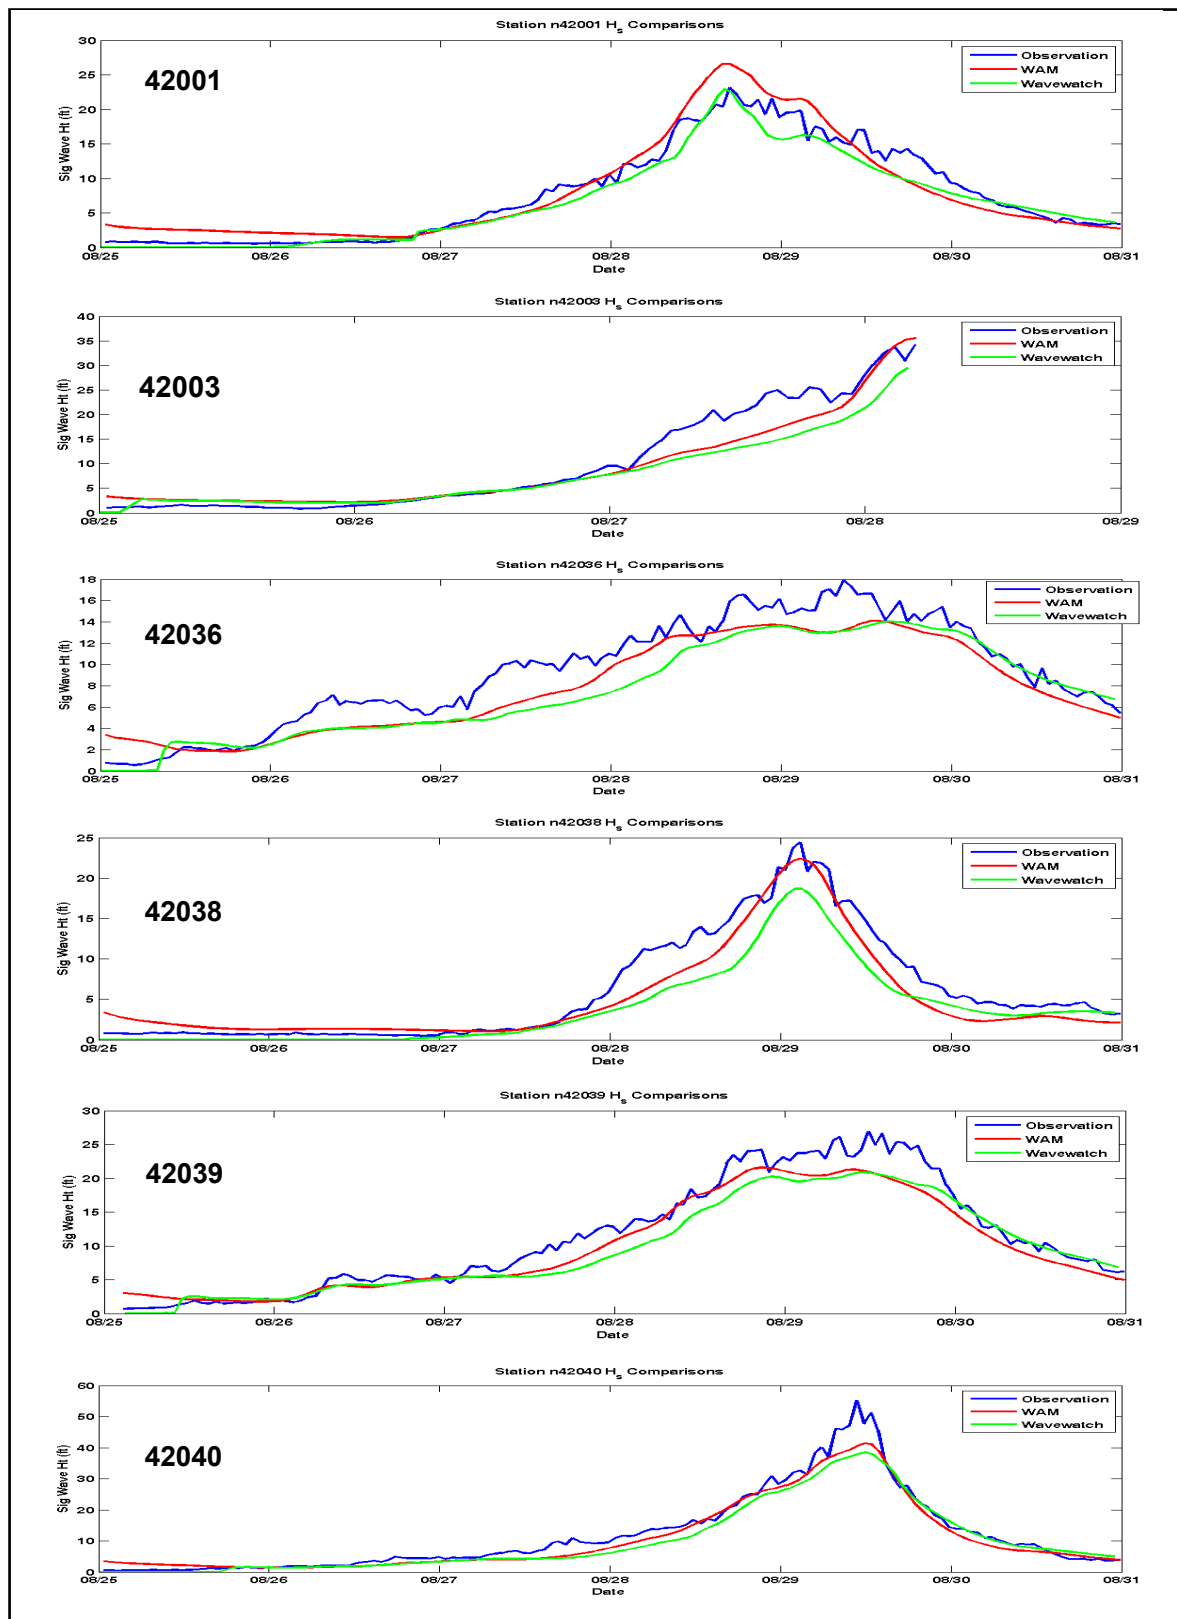 Station n42001 Hs Comparisons
42001
Observation
WAM
Wavewatch
Sig Wave Ht (ft)
30
25
20
15
10
5
0
08/25 08/26 08/27 08/28 08/29 08/30 08/31
Date
Station n42003 Hs Comparisons
42003
Observation
WAM
Wavewatch
Sig Wave Ht (ft)
40
35
30
25
20
15
10
5
0
08/25 08/26 08/27 08/28 08/29
Date
Station n42036 Hs Comparisons
42036
Observation
WAM
Wavewatch
Sig Wave Ht (ft)
18
16
14
12
10
8
6
4
2
0
08/25 08/26 08/27 08/28 08/29 08/30 08/31
Date
Station n42038 Hs Comparisons
42038
Observation
WAM
Wavewatch
Sig Wave Ht (ft)
25
20
15
10
5
0
08/25 08/26 08/27 08/28 08/29 08/30 08/31
Date
Station n42039 Hs Comparisons
42039
Observation
WAM
Wavewatch
Sig Wave Ht (ft)
30
25
20
15
10
5
0
08/25 08/26 08/27 08/28 08/29 08/30 08/31
Date
Station n42040 Hs Comparisons
42040
Observation
WAM
Wavewatch
Sig Wave Ht (ft)
60
50
40
30
20
10
0
08/25 08/26 08/27 08/28 08/29 08/30 08/31
Date